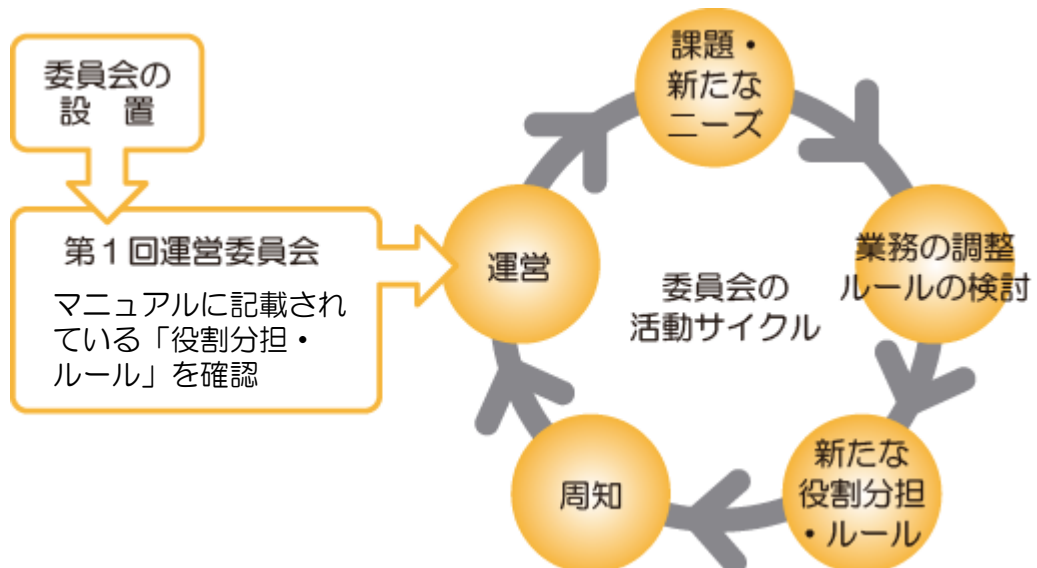 委員会の
設　置
第１回運営委員会
マニュアルに記載され
ている「役割分担・
ルール」を確認
運営
課題・
新たな
ニーズ
業務の調整
ルールの検討
新たな
役割分担
・ルール
周知
委員会の
活動サイクル